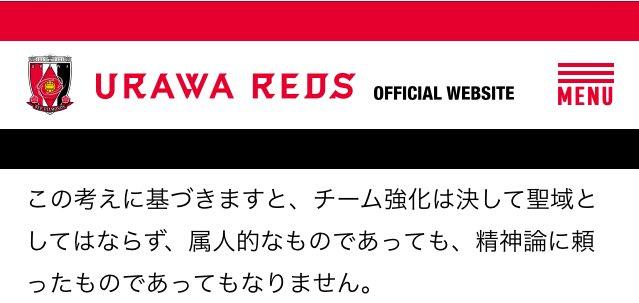 URAWA REDS OFFICIAL WEBSITE
MENU
この考えに基づきますと、チーム強化は決して聖域と
してはならず、属人的なものであっても、精神論に頼
ったものであってもなりません。